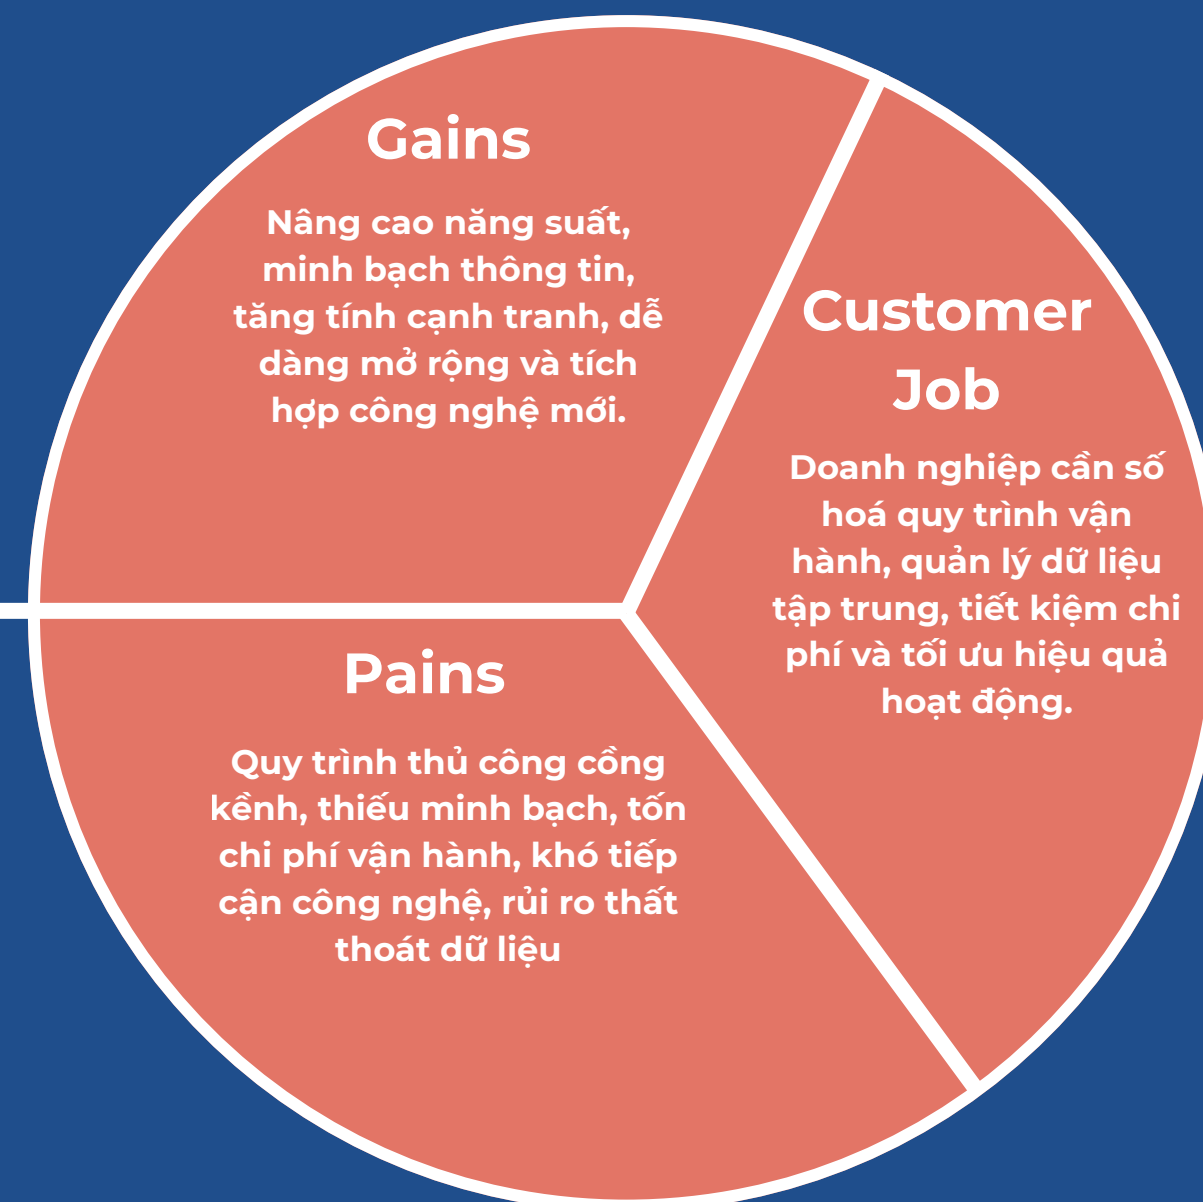 Gains
Nâng cao năng suất,
minh bạch thông tin,
tăng tính cạnh tranh, dễ
dàng mở rộng và tích
hợp công nghệ mới.
Customer
Job
Doanh nghiệp cần số
hoá quy trình vận
hành, quản lý dữ liệu
tập trung, tiết kiệm chi
phí và tối ưu hiệu quả
hoạt động.
Pains
Quy trình thủ công cồng
kềnh, thiếu minh bạch, tốn
chi phí vận hành, khó tiếp
cận công nghệ, rủi ro thất
thoát dữ liệu